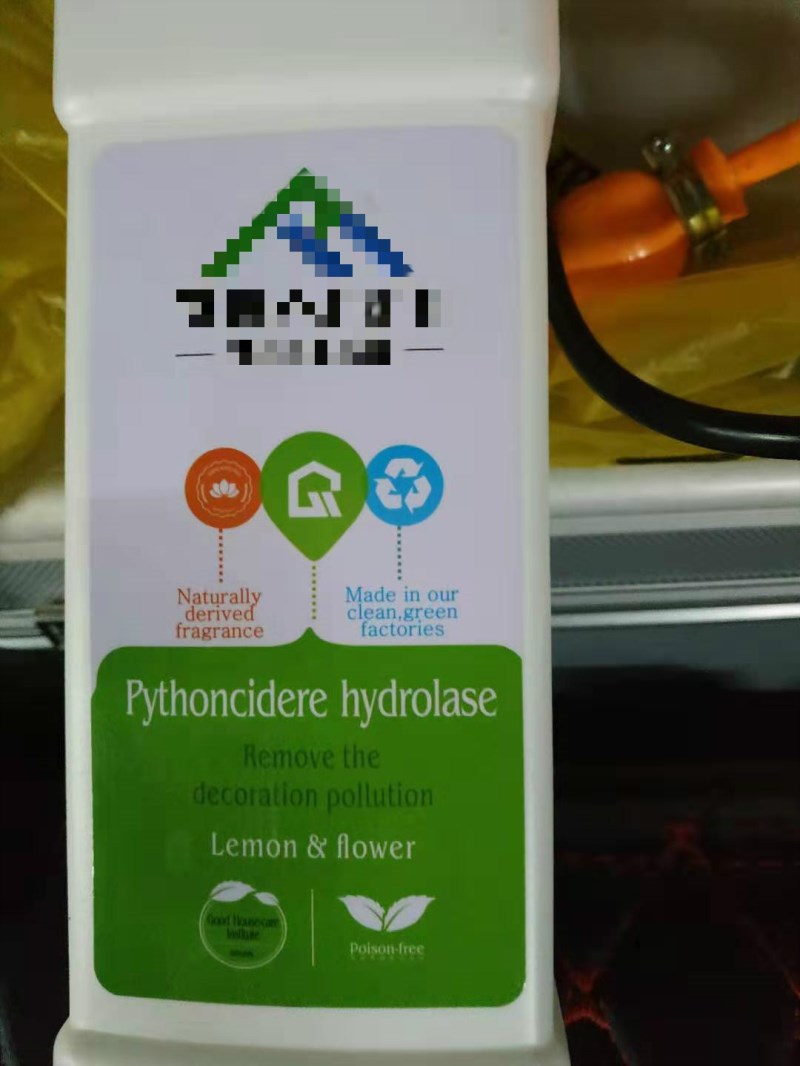 Naturally
derived
fragrance
Made in our
clean,green
factories
Pythoncidere hydrolase
Remove the
decoration pollution
Lemon & flower
Poison-free